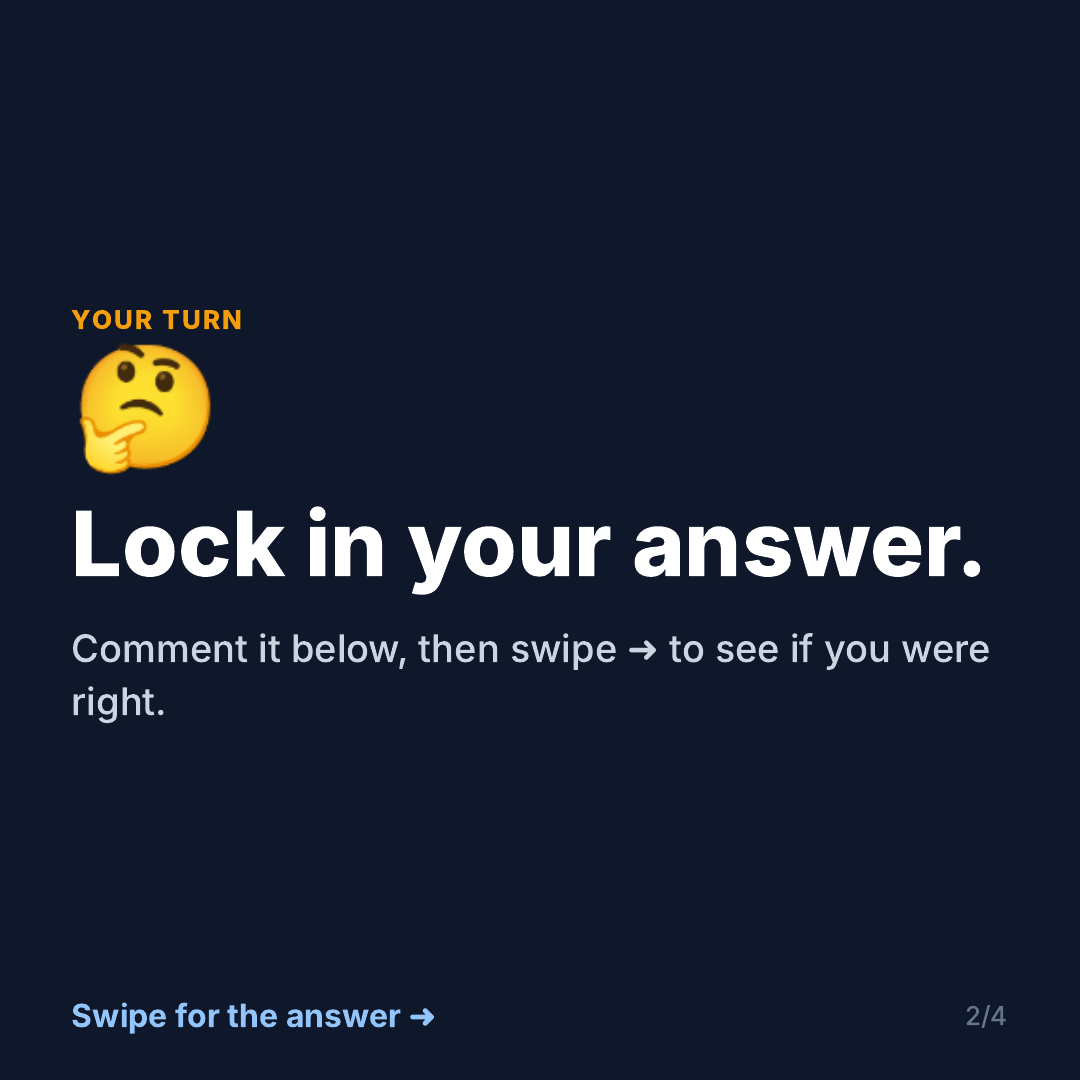 YOUR TURN
Lock in your answer.
Comment it below, then swipe ➜ to see if you were
right.
Swipe for the answer ➜
2/4